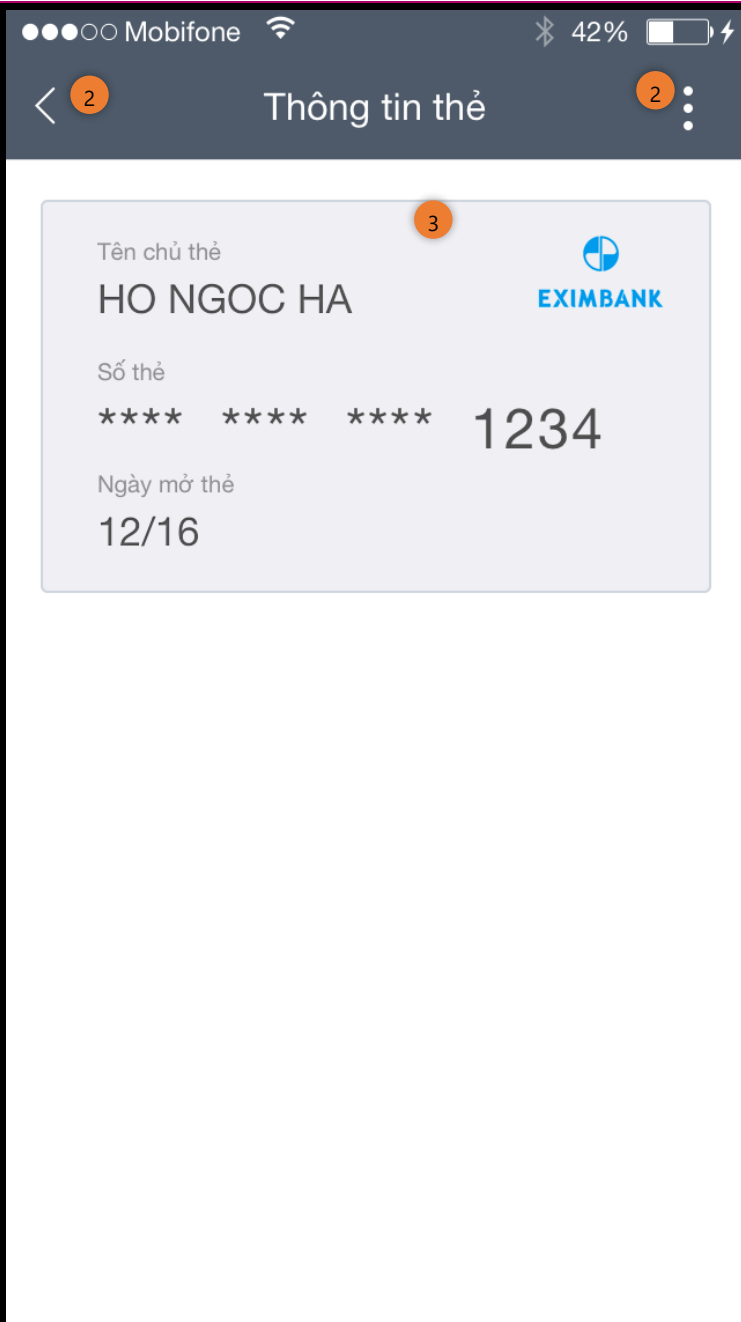 Mobifone 42%
2 Thông tin thẻ 2
3
Tên chủ thẻ
HO NGOC HA
EXIMBANK
Số thẻ
**** **** **** 1234
Ngày mở thẻ
12/16